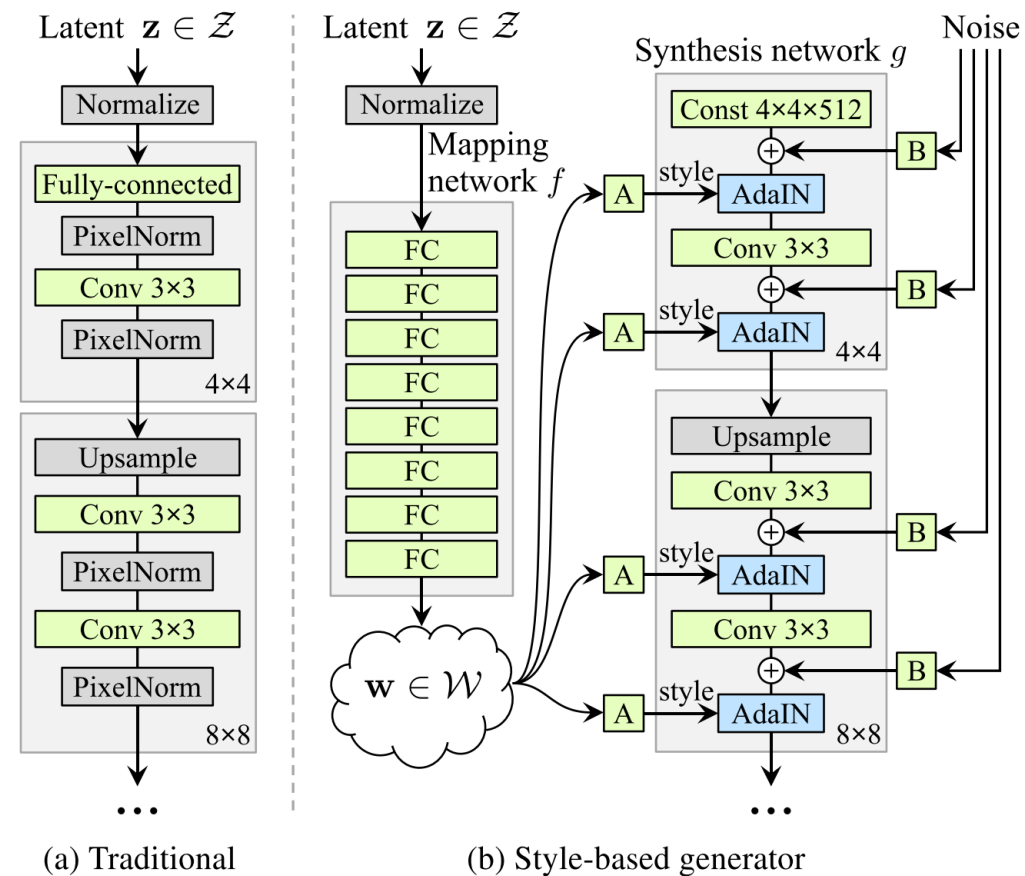 Latent z ∈ 𝒵
Normalize
Fully-connected
PixelNorm
Conv 3×3
PixelNorm
4×4
Upsample
Conv 3×3
PixelNorm
Conv 3×3
PixelNorm
8×8
...
(a) Traditional
Latent z ∈ 𝒵
Normalize
Mapping
network f
FC
FC
FC
FC
FC
FC
FC
FC
w ∈ 𝒲
Noise
Synthesis network g
Const 4×4×512
+
B
A
style
AdaIN
Conv 3×3
+
B
A
style
AdaIN
4×4
Upsample
Conv 3×3
+
B
A
style
AdaIN
Conv 3×3
+
B
A
style
AdaIN
8×8
...
(b) Style-based generator